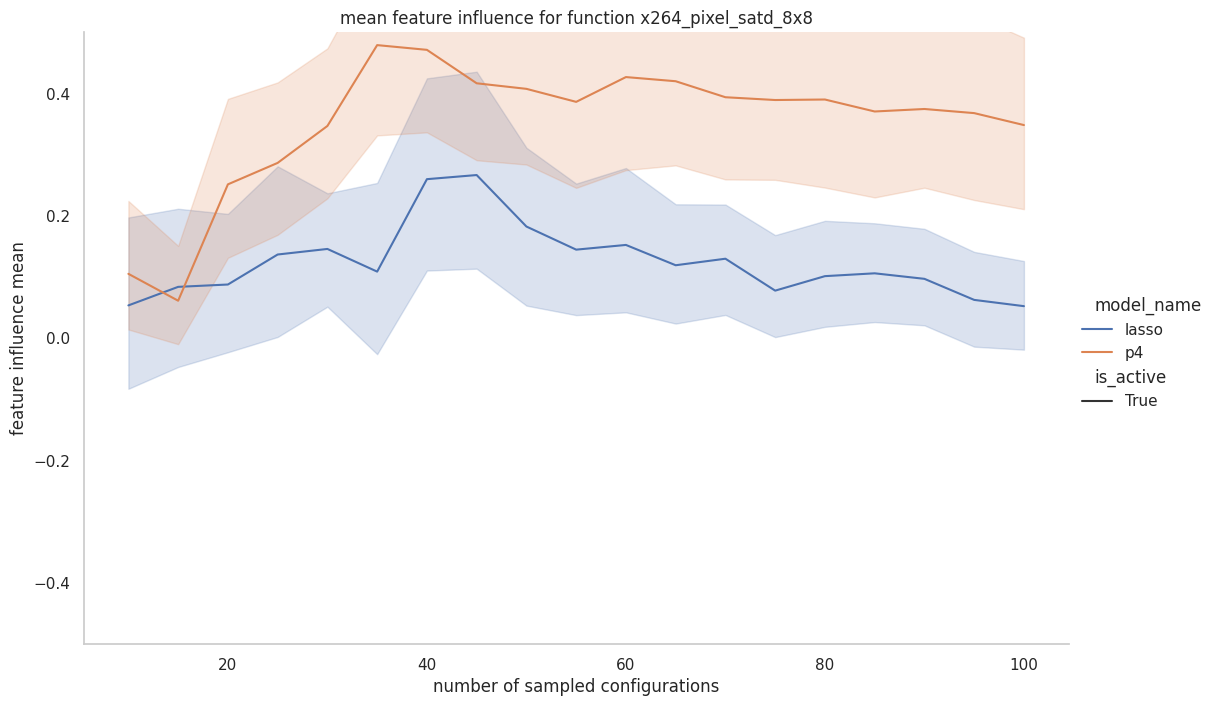 mean feature influence for function x264_pixel_satd_8x8
feature influence mean
0.4
0.2
0.0
−0.2
−0.4
20
40
60
80
100
number of sampled configurations
model_name
lasso
p4
is_active
True